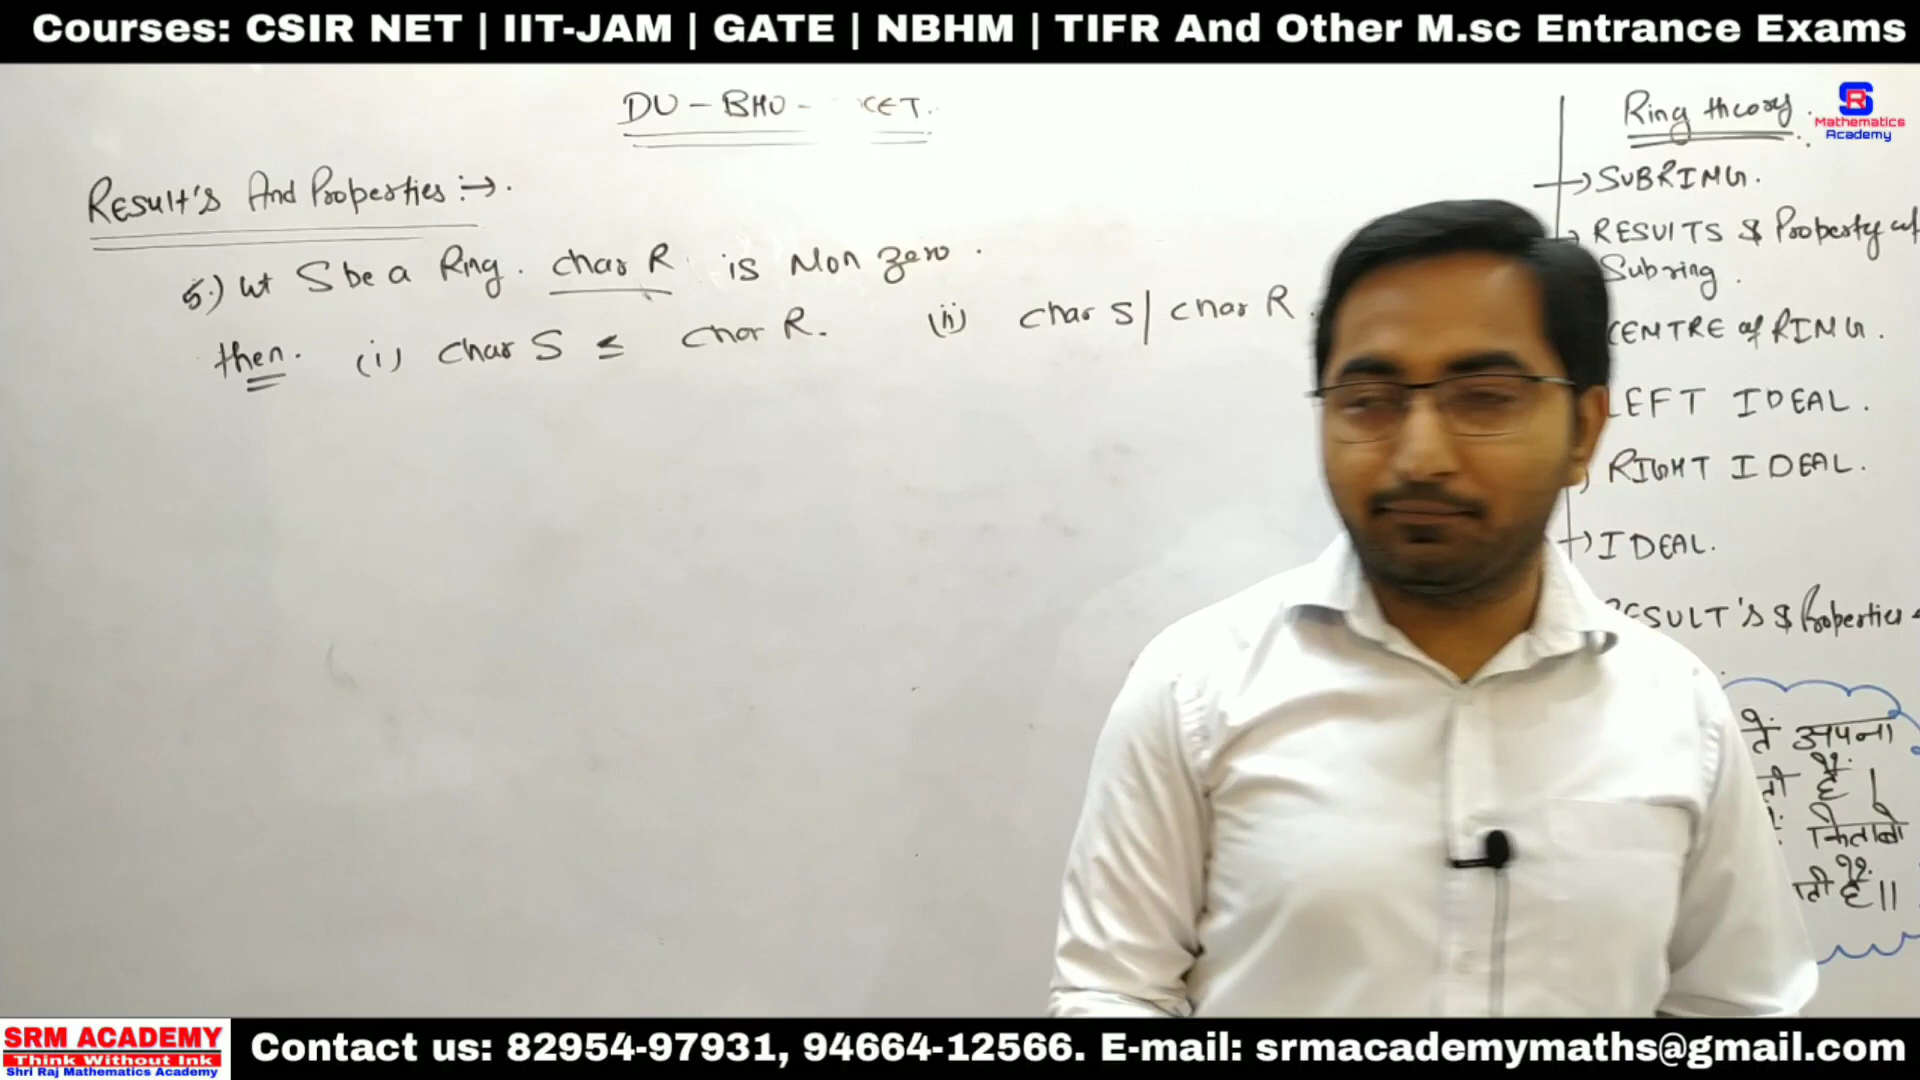 Courses: CSIR NET | IIT-JAM | GATE | NBHM | TIFR And Other M.sc Entrance Exams
DU - BHU - CET.
Result's And Properties :→.
5.) let S be a Ring. char R is Non zero.
then. (i) char S ≤ char R. (ii) char S | char R.
Ring theory.
SR
Mathematics
Academy
→ SUBRING.
→ RESULTS & Property of
Subring.
CENTRE of RING.
LEFT IDEAL.
RIGHT IDEAL.
→ IDEAL.
RESULT'S & Properties
अपना
है।
किताबों
है॥
SRM ACADEMY
Think Without Ink
Shri Raj Mathematics Academy
Contact us: 82954-97931, 94664-12566. E-mail: srmacademymaths@gmail.com